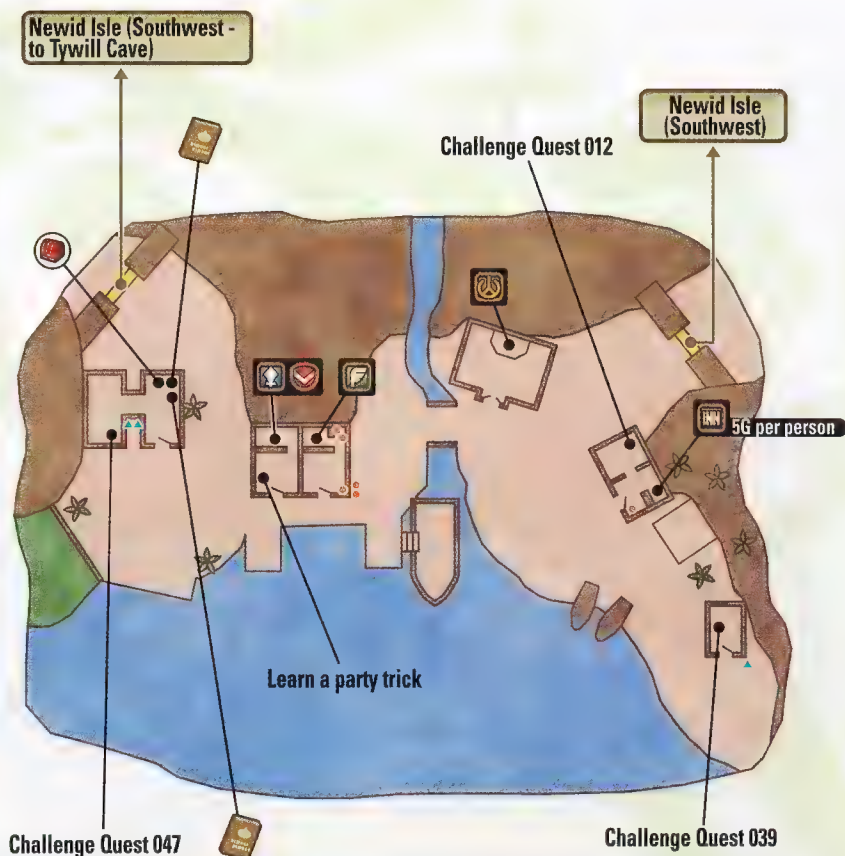 Newid Isle (Southwest -
to Tywill Cave)
Newid Isle
(Southwest)
Challenge Quest 012
INN
5G per person
Learn a party trick
Challenge Quest 047
Challenge Quest 039